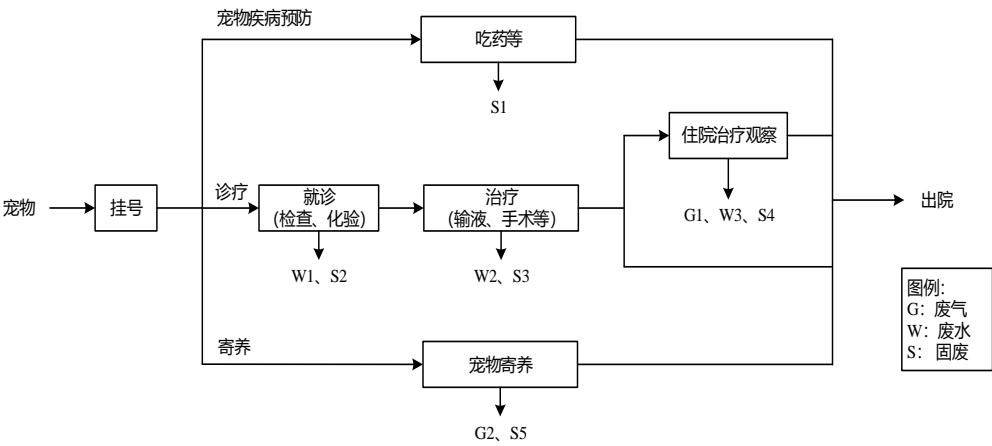 宠物疾病预防
吃药等
S1
住院治疗观察
G1、W3、S4
宠物
挂号
诊疗
就诊
(检查、化验)
治疗
(输液、手术等)
出院
W1、S2
W2、S3
图例:
G: 废气
W: 废水
S: 固废
寄养
宠物寄养
G2、S5